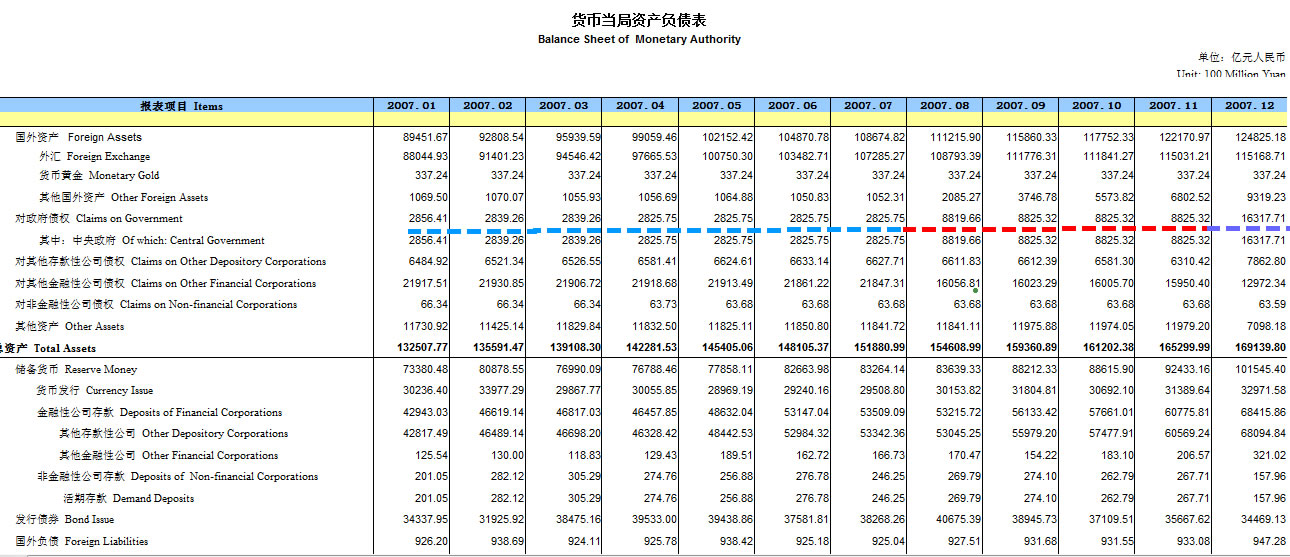 货币当局资产负债表
Balance Sheet of Monetary Authority
单位：亿元人民币
Unit: 100 Million Yuan
报表项目 Items 2007.01 2007.02 2007.03 2007.04 2007.05 2007.06 2007.07 2007.08 2007.09 2007.10 2007.11 2007.12
国外资产 Foreign Assets 89451.67 92808.54 95939.59 99059.46 102152.42 104870.78 108674.82 111215.90 115860.33 117752.33 122170.97 124825.18
外汇 Foreign Exchange 88044.93 91401.23 94546.42 97665.53 100750.30 103482.71 107285.27 108793.39 111776.31 111841.27 115031.21 115168.71
货币黄金 Monetary Gold 337.24 337.24 337.24 337.24 337.24 337.24 337.24 337.24 337.24 337.24 337.24 337.24
其他国外资产 Other Foreign Assets 1069.50 1070.07 1055.93 1056.69 1064.88 1050.83 1052.31 2085.27 3746.78 5573.82 6802.52 9319.23
对政府债权 Claims on Government 2856.41 2839.26 2839.26 2825.75 2825.75 2825.75 2825.75 8819.66 8825.32 8825.32 8825.32 16317.71
其中：中央政府 Of which: Central Government 2856.41 2839.26 2839.26 2825.75 2825.75 2825.75 2825.75 8819.66 8825.32 8825.32 8825.32 16317.71
对其他存款性公司债权 Claims on Other Depository Corporations 6484.92 6521.34 6526.55 6581.41 6624.61 6633.14 6627.71 6611.83 6612.39 6581.30 6310.42 7862.80
对其他金融性公司债权 Claims on Other Financial Corporations 21917.51 21930.85 21906.72 21918.68 21913.49 21861.22 21847.31 16056.81 16023.29 16005.70 15950.40 12972.34
对非金融性公司债权 Claims on Non-financial Corporations 66.34 66.34 66.34 63.73 63.68 63.68 63.68 63.68 63.68 63.68 63.68 63.59
其他资产 Other Assets 11730.92 11425.14 11829.84 11832.50 11825.11 11850.80 11841.72 11841.11 11975.88 11974.05 11979.20 7098.18
总资产 Total Assets 132507.77 135591.47 139108.30 142281.53 145405.06 148105.37 151880.99 154608.99 159360.89 161202.38 165299.99 169139.80
储备货币 Reserve Money 73380.48 80878.55 76990.09 76788.46 77858.11 82663.98 83264.14 83639.33 88212.33 88615.90 92433.16 101545.40
货币发行 Currency Issue 30236.40 33977.29 29867.77 30055.85 28969.19 29240.16 29508.80 30153.82 31804.81 30692.10 31389.64 32971.58
金融性公司存款 Deposits of Financial Corporations 42943.03 46619.14 46817.03 46457.85 48632.04 53147.04 53509.09 53215.72 56133.42 57661.01 60775.81 68415.86
其他存款性公司 Other Depository Corporations 42817.49 46489.14 46698.20 46328.42 48442.53 52984.32 53342.36 53045.25 55979.20 57477.91 60569.24 68094.84
其他金融性公司 Other Financial Corporations 125.54 130.00 118.83 129.43 189.51 162.72 166.73 170.47 154.22 183.10 206.57 321.02
非金融性公司存款 Deposits of Non-financial Corporations 201.05 282.12 305.29 274.76 256.88 276.78 246.25 269.79 274.10 262.79 267.71 157.96
活期存款 Demand Deposits 201.05 282.12 305.29 274.76 256.88 276.78 246.25 269.79 274.10 262.79 267.71 157.96
发行债券 Bond Issue 34337.95 31925.92 38475.16 39533.00 39438.86 37581.81 38268.26 40675.39 38945.73 37109.51 35667.62 34469.13
国外负债 Foreign Liabilities 926.20 938.69 924.11 925.78 938.42 925.18 925.04 927.51 931.68 931.55 933.08 947.28